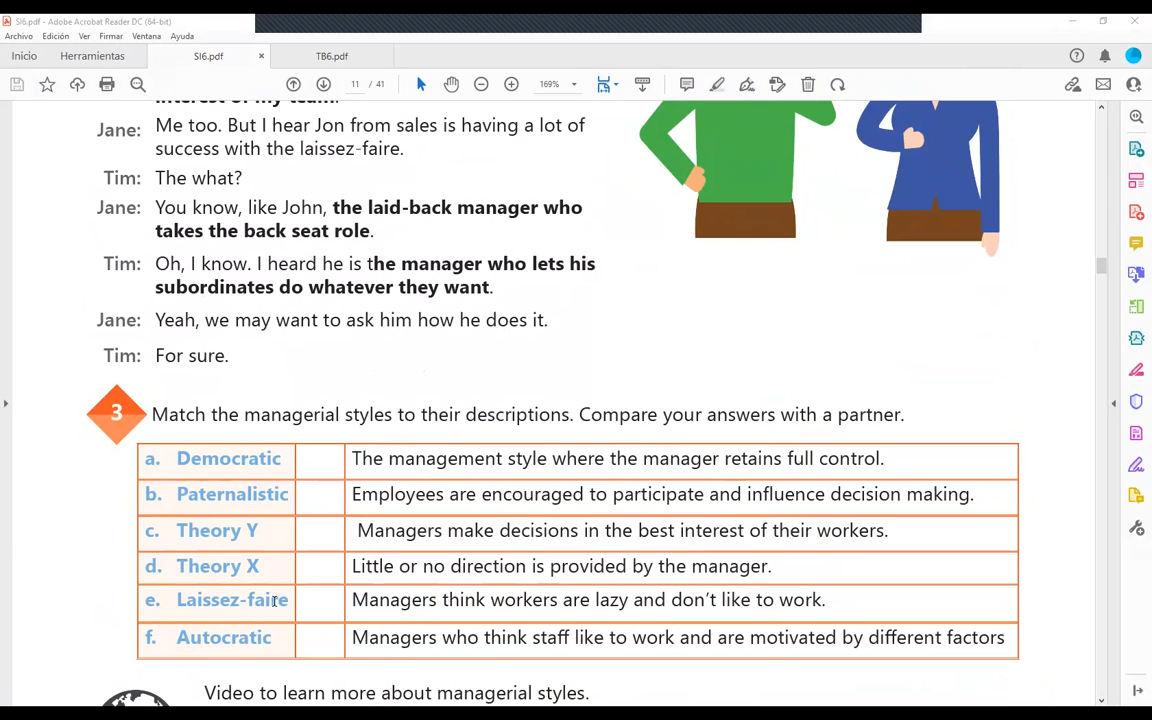 SI6.pdf - Adobe Acrobat Reader DC (64-bit)
Archivo Edición Ver Firmar Ventana Ayuda
Inicio Herramientas SI6.pdf × TB6.pdf
11 / 41 169%
interest of my team.
Jane: Me too. But I hear Jon from sales is having a lot of
success with the laissez-faire.
Tim: The what?
Jane: You know, like John, the laid-back manager who
takes the back seat role.
Tim: Oh, I know. I heard he is the manager who lets his
subordinates do whatever they want.
Jane: Yeah, we may want to ask him how he does it.
Tim: For sure.
3 Match the managerial styles to their descriptions. Compare your answers with a partner.
a. Democratic The management style where the manager retains full control.
b. Paternalistic Employees are encouraged to participate and influence decision making.
c. Theory Y Managers make decisions in the best interest of their workers.
d. Theory X Little or no direction is provided by the manager.
e. Laissez-faire Managers think workers are lazy and don't like to work.
f. Autocratic Managers who think staff like to work and are motivated by different factors
Video to learn more about managerial styles.